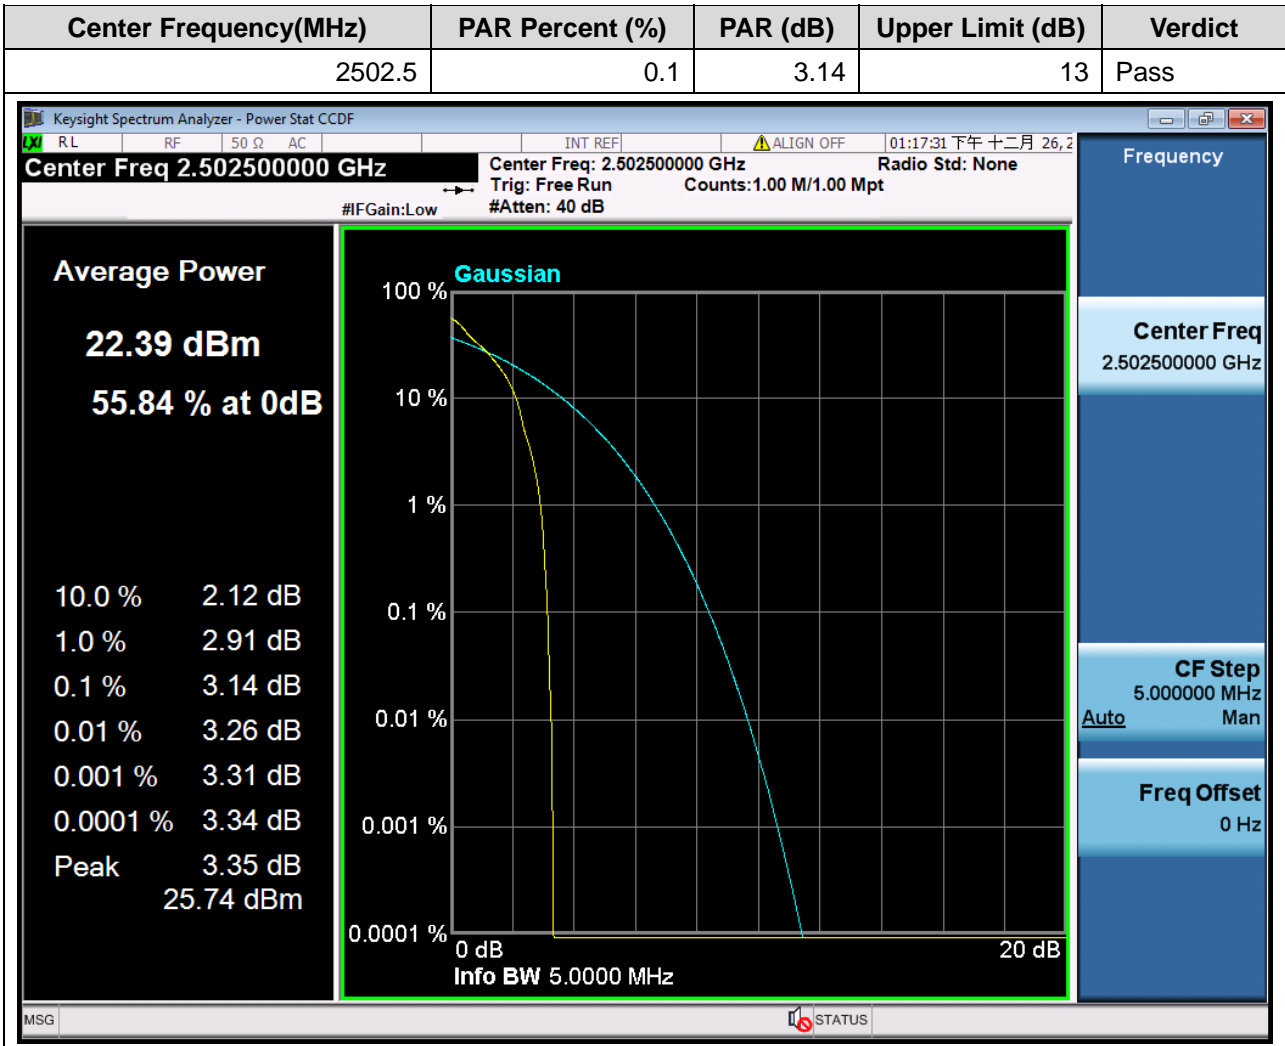 Center Frequency(MHz) PAR Percent (%) PAR (dB) Upper Limit (dB) Verdict
2502.5 0.1 3.14 13 Pass
Keysight Spectrum Analyzer - Power Stat CCDF
LXI RL RF 50 Ω AC INT REF ALIGN OFF 01:17:31 下午 十二月 26, 2
Center Freq 2.502500000 GHz
Center Freq: 2.502500000 GHz Radio Std: None
Trig: Free Run Counts:1.00 M/1.00 Mpt
#IFGain:Low #Atten: 40 dB
Average Power
22.39 dBm
55.84 % at 0dB
10.0 % 2.12 dB
1.0 % 2.91 dB
0.1 % 3.14 dB
0.01 % 3.26 dB
0.001 % 3.31 dB
0.0001 % 3.34 dB
Peak 3.35 dB
25.74 dBm
Gaussian
100 %
10 %
1 %
0.1 %
0.01 %
0.001 %
0.0001 %
0 dB 20 dB
Info BW 5.0000 MHz
Frequency
Center Freq
2.502500000 GHz
CF Step
5.000000 MHz
Auto Man
Freq Offset
0 Hz
MSG STATUS